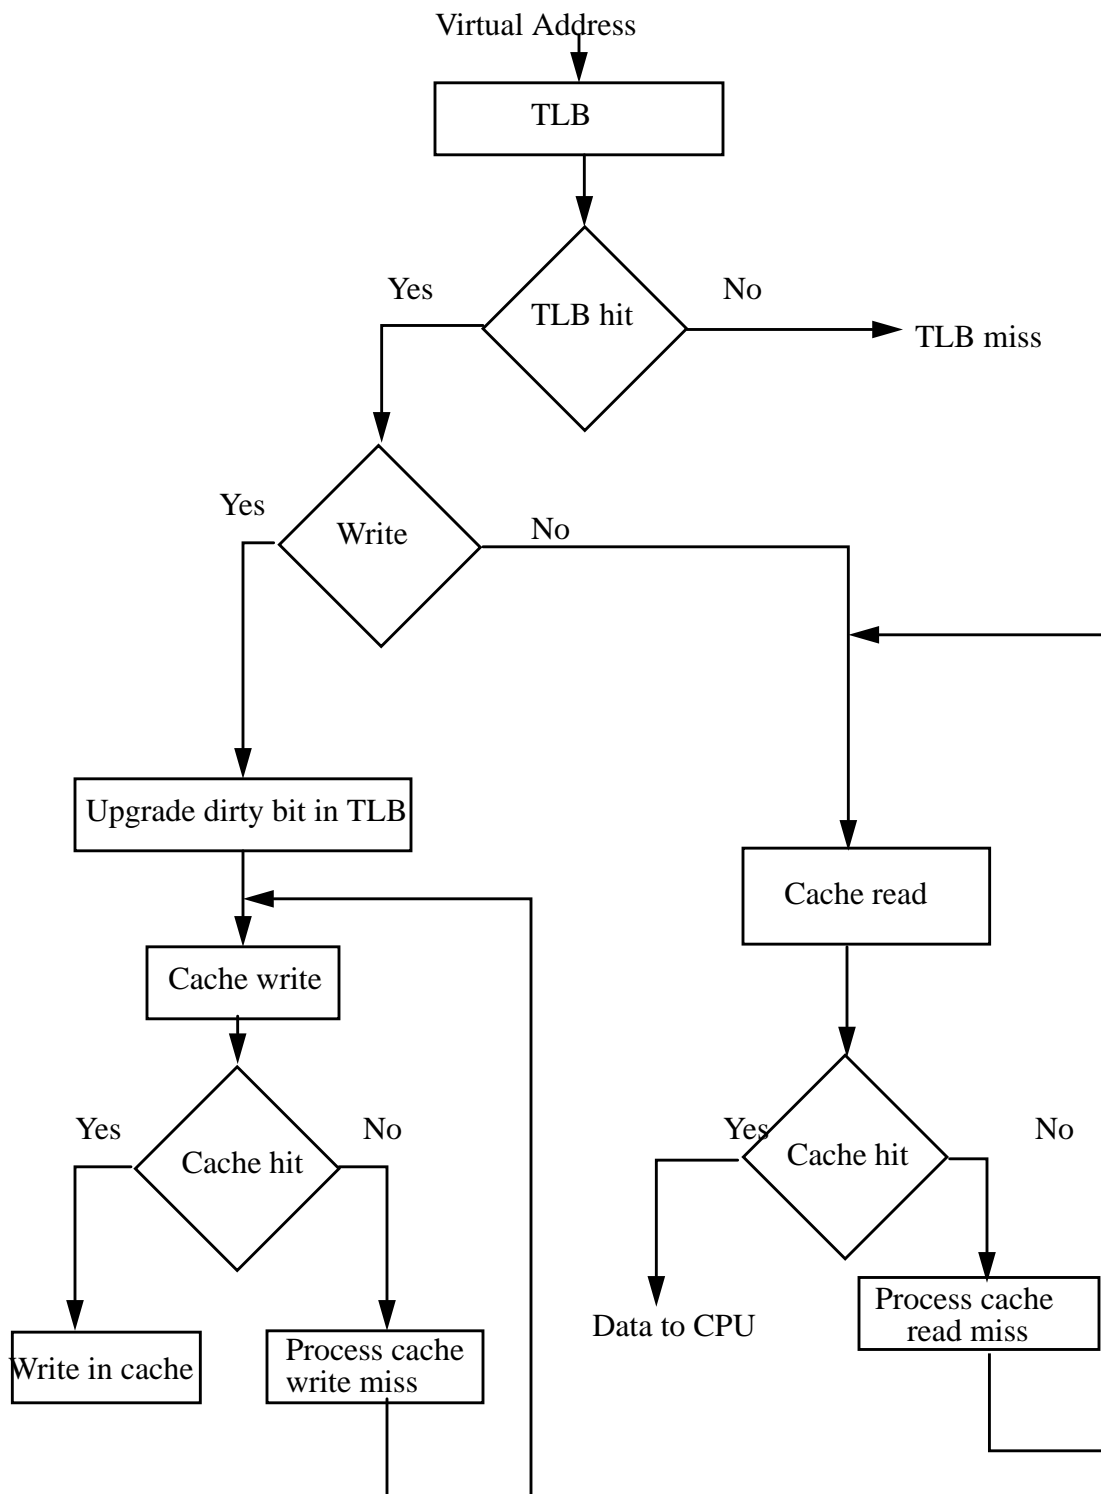 Virtual Address
TLB
Yes
No
TLB hit
TLB miss
Yes
Write
No
Upgrade dirty bit in TLB
Cache read
Cache write
Yes
No
Cache hit
Yes
No
Cache hit
Write in cache
Process cache
write miss
Data to CPU
Process cache
read miss